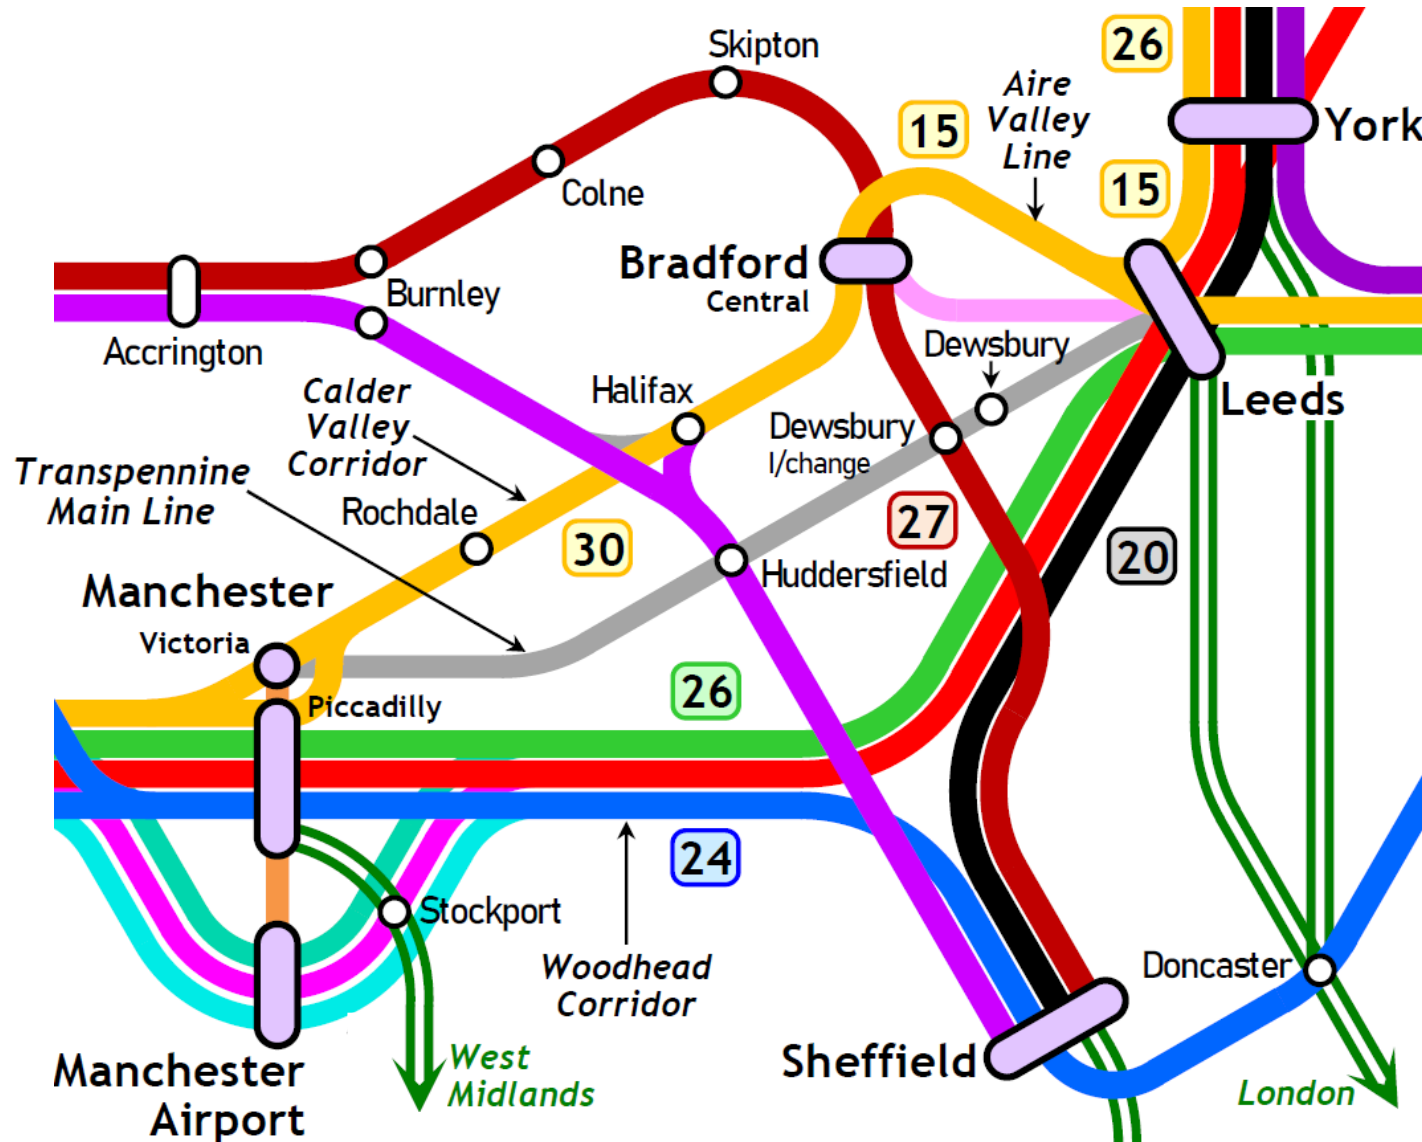 Skipton
26
Aire
Valley
Line
15
York
15
Colne
Bradford
Central
Burnley
Accrington
Dewsbury
Leeds
Halifax
Calder
Valley
Corridor
Dewsbury
I/change
Transpennine
Main Line
Rochdale
30
27
20
Huddersfield
Manchester
Victoria
Piccadilly
26
24
Stockport
Woodhead
Corridor
Doncaster
Sheffield
West
Midlands
London
Manchester
Airport